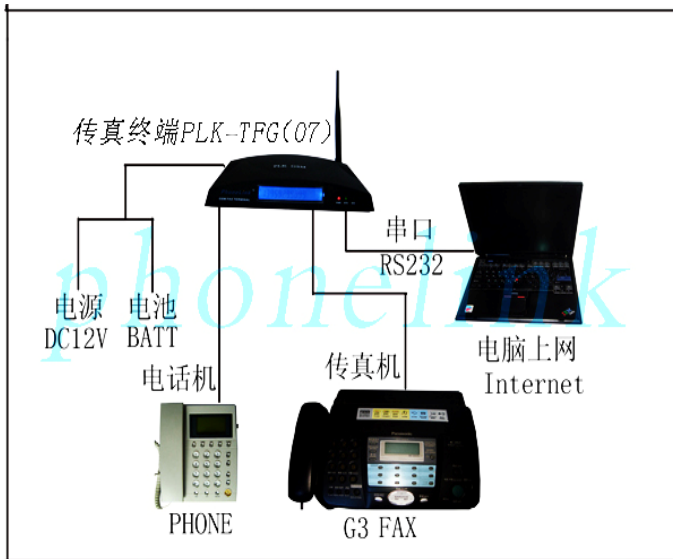 传真终端PLK-TFG(07)
串口
RS232
phonelink
电源
DC12V
电池
BATT
电脑上网
Internet
电话机
传真机
Panasonic
PHONE
G3 FAX